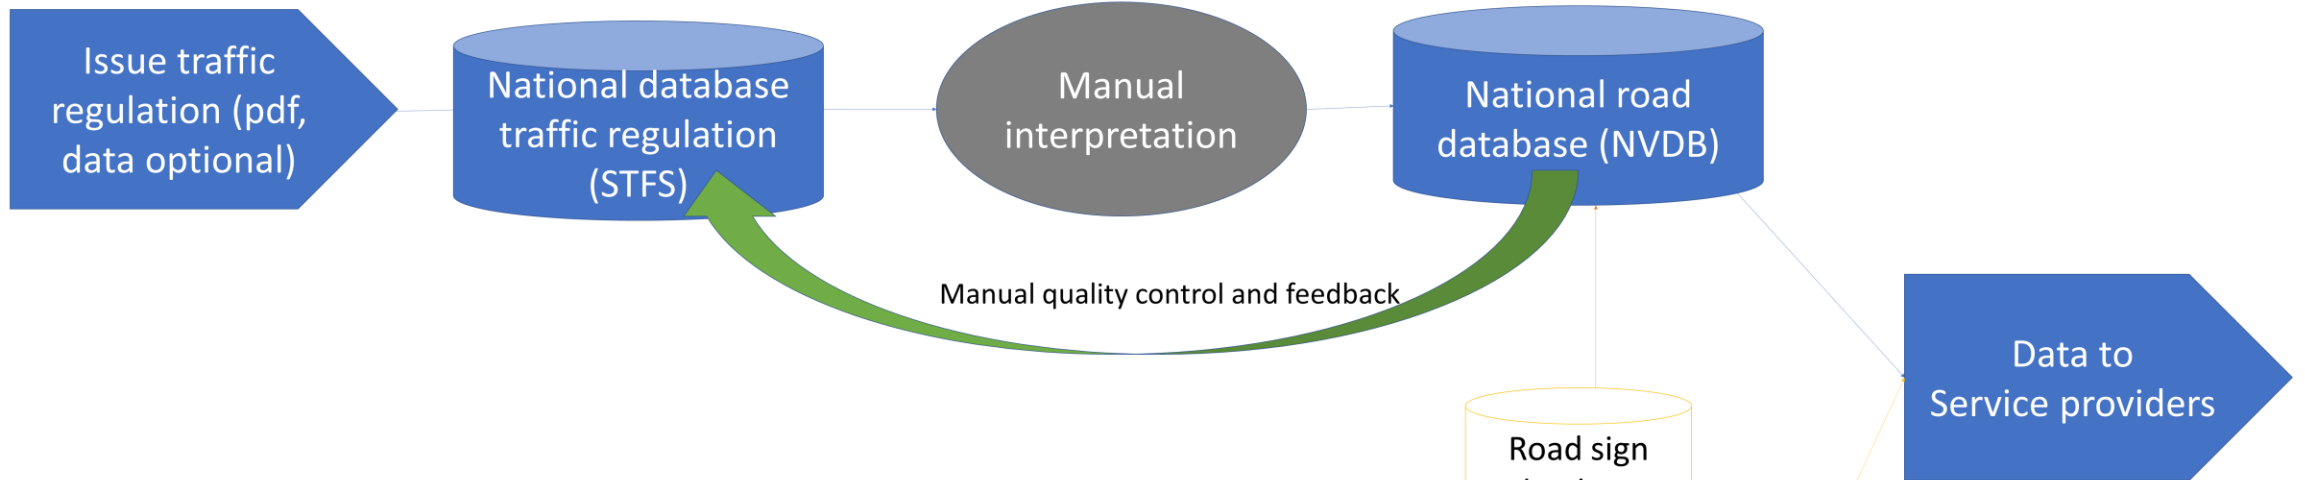 Issue traffic
regulation (pdf,
data optional)
National database
traffic regulation
(STFS)
Manual
interpretation
National road
database (NVDB)
Manual quality control and feedback
Data to
Service providers
Road sign